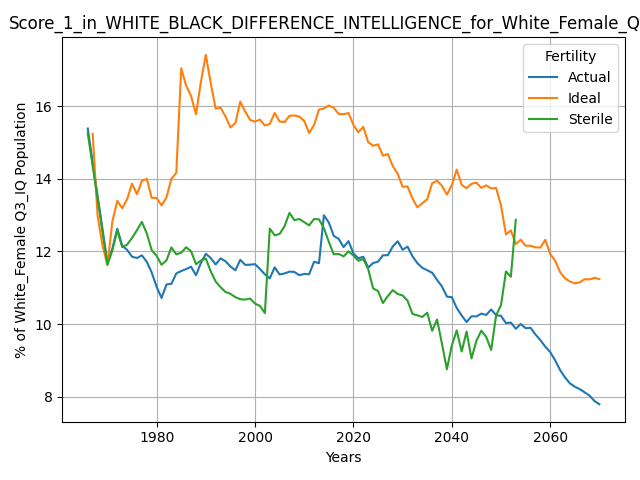 Score_1_in_WHITE_BLACK_DIFFERENCE_INTELLIGENCE_for_White_Female_Q
Fertility
Actual
Ideal
Sterile
% of White_Female Q3_IQ Population
16
14
12
10
8
1980
2000
2020
2040
2060
Years